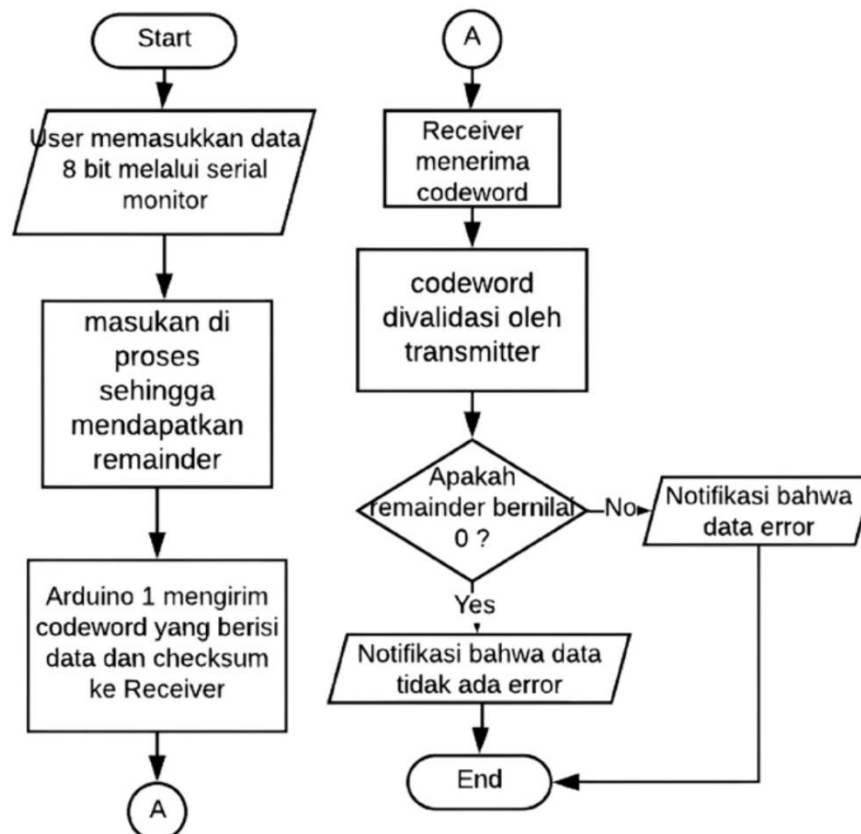 Start
User memasukkan data
8 bit melalui serial
monitor
masukan di
proses
sehingga
mendapatkan
remainder
Arduino 1 mengirim
codeword yang berisi
data dan checksum
ke Receiver
A
A
Receiver
menerima
codeword
codeword
divalidasi oleh
transmitter
Apakah
remainder bernilai
0 ?
No
Notifikasi bahwa
data error
Yes
Notifikasi bahwa data
tidak ada error
End